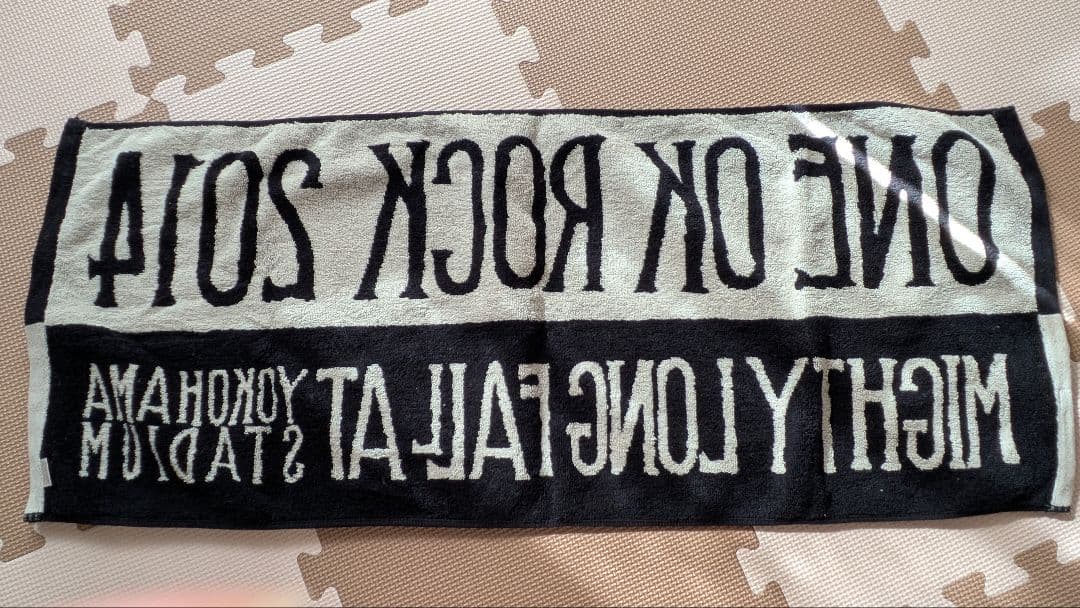 ONE OK ROCK 2014
MIGHTY LONG FALL AT YOKOHAMA
STADIUM